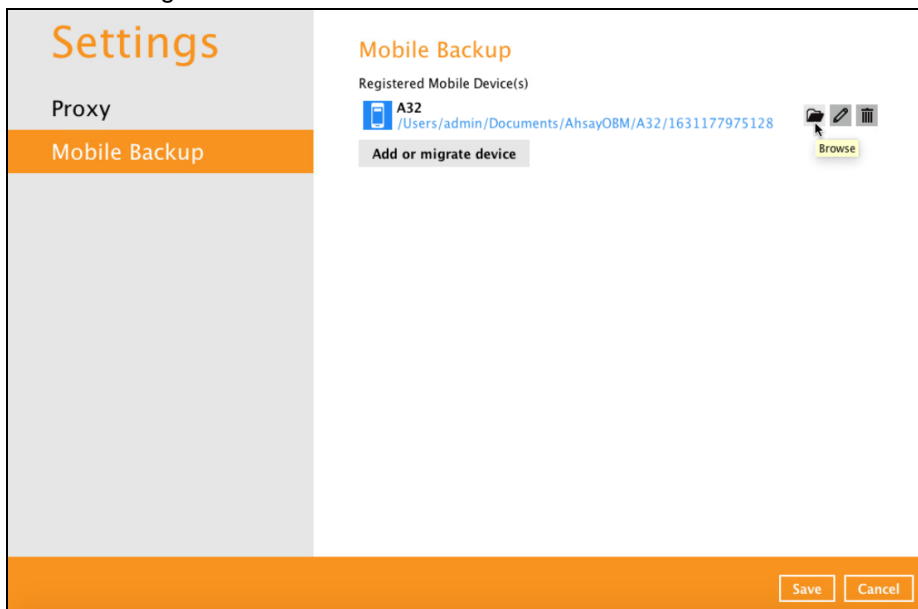 Settings
Proxy
Mobile Backup
Mobile Backup
Registered Mobile Device(s)
A32
/Users/admin/Documents/AhsayOBM/A32/1631177975128
Browse
Add or migrate device
Save
Cancel